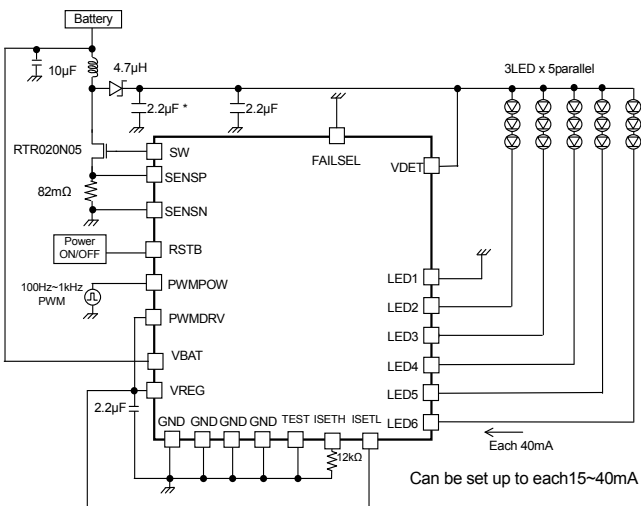 Battery
10μF
4.7μH
2.2μF *
2.2μF
3LED x 5parallel
RTR020N05
82mΩ
SW
SENSP
SENSN
RSTB
PWMPOW
PWMDRV
VBAT
VREG
FAILSEL
VDET
LED1
LED2
LED3
LED4
LED5
LED6
Power
ON/OFF
100Hz~1kHz
PWM
2.2μF
GND GND GND GND TEST ISETH ISETL
12kΩ
Each 40mA
Can be set up to each15~40mA